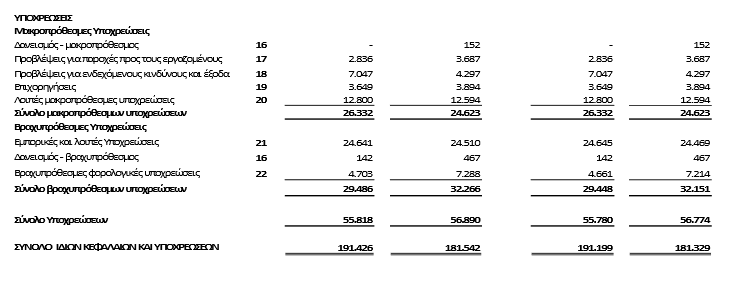 ΥΠΟΧΡΕΩΣΕΙΣ
Μακροπρόθεσμες Υποχρεώσεις
Δανεισμός - μακροπρόθεσμος 16 - 152 - 152
Προβλέψεις για παροχές προς τους εργαζομένους 17 2.836 3.687 2.836 3.687
Προβλέψεις για ενδεχόμενους κινδύνους και έξοδα 18 7.047 4.297 7.047 4.297
Επιχορηγήσεις 19 3.649 3.894 3.649 3.894
Λοιπές μακροπρόθεσμες υποχρεώσεις 20 12.800 12.594 12.800 12.594
Σύνολο μακροπρόθεσμων υποχρεώσεων 26.332 24.623 26.332 24.623
Βραχυπρόθεσμες Υποχρεώσεις
Εμπορικές και λοιπές Υποχρεώσεις 21 24.641 24.510 24.645 24.469
Δανεισμός - βραχυπρόθεσμος 16 142 467 142 467
Βραχυπρόθεσμες φορολογικές υποχρεώσεις 22 4.703 7.288 4.661 7.214
Σύνολο βραχυπρόθεσμων υποχρεώσεων 29.486 32.266 29.448 32.151
Σύνολο Υποχρεώσεων 55.818 56.890 55.780 56.774
ΣΥΝΟΛΟ ΙΔΙΩΝ ΚΕΦΑΛΑΙΩΝ ΚΑΙ ΥΠΟΧΡΕΩΣΕΩΝ 191.426 181.542 191.199 181.329